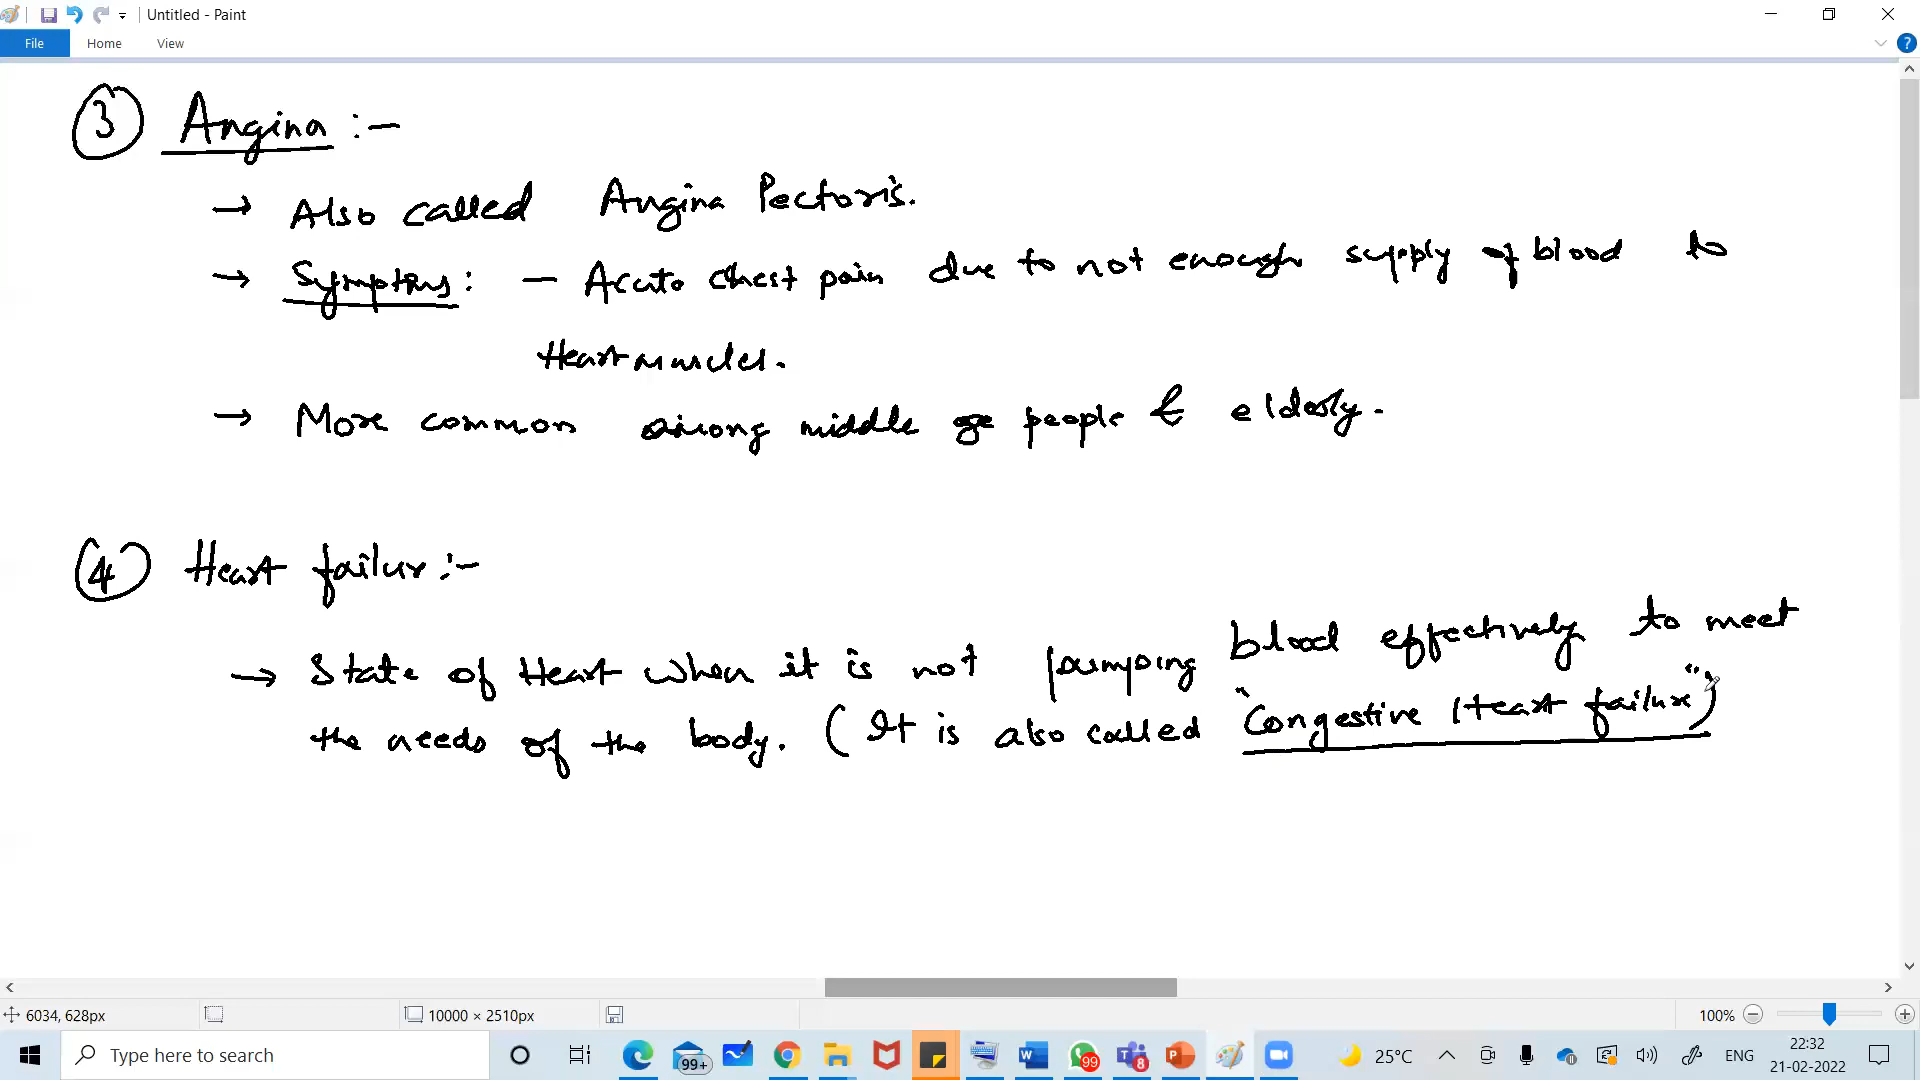 Untitled - Paint
File Home View
③ Angina :-
→ Also called Angina Pectoris.
→ Symptoms : - Acute chest pain due to not enough supply of blood to
Heart muscles.
→ More common among middle age people & elderly.
④ Heart failure :-
→ State of Heart when it is not pumping blood effectively to meet
the needs of the body. (It is also called "Congestive Heart failure")
6034, 628px 10000 × 2510px 100%
Type here to search 99+ 99 8 25°C ENG 22:32
21-02-2022